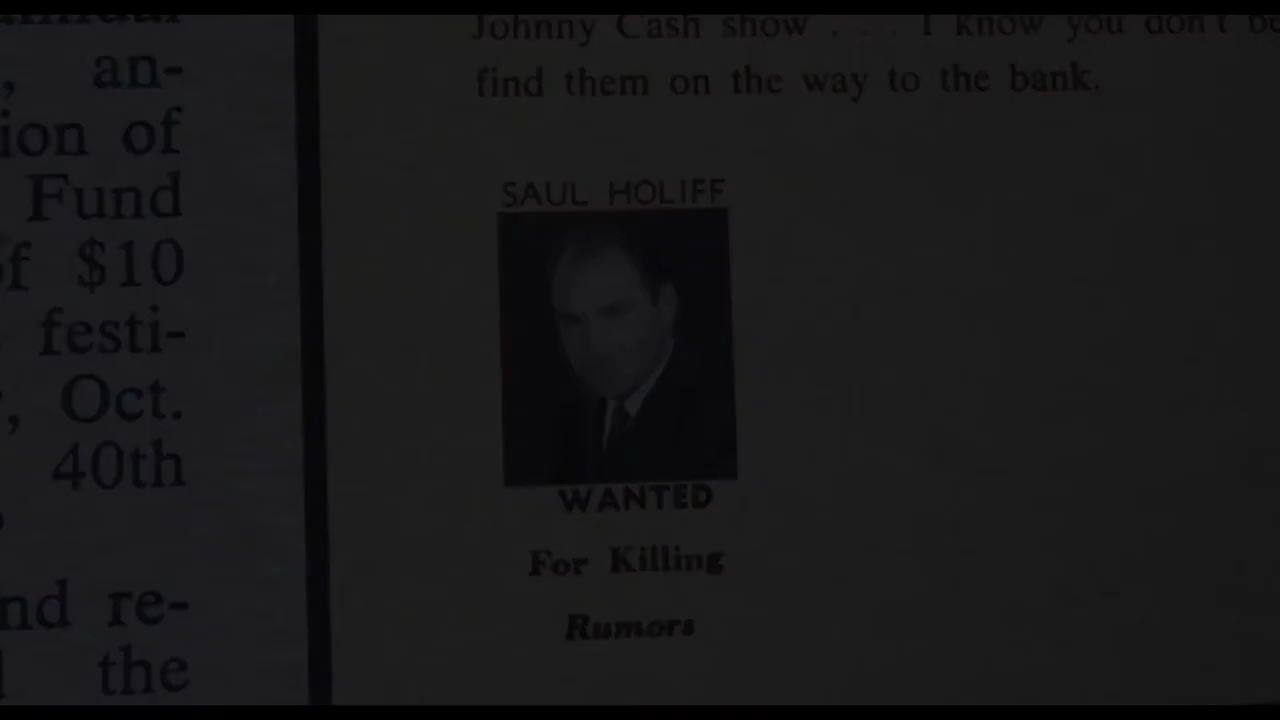 , an-
ion of
Fund
of $10
festi-
, Oct.
40th
nd re-
the
Johnny Cash show . . . I know you don't
find them on the way to the bank.
SAUL HOLIFF
WANTED
For Killing
Rumors